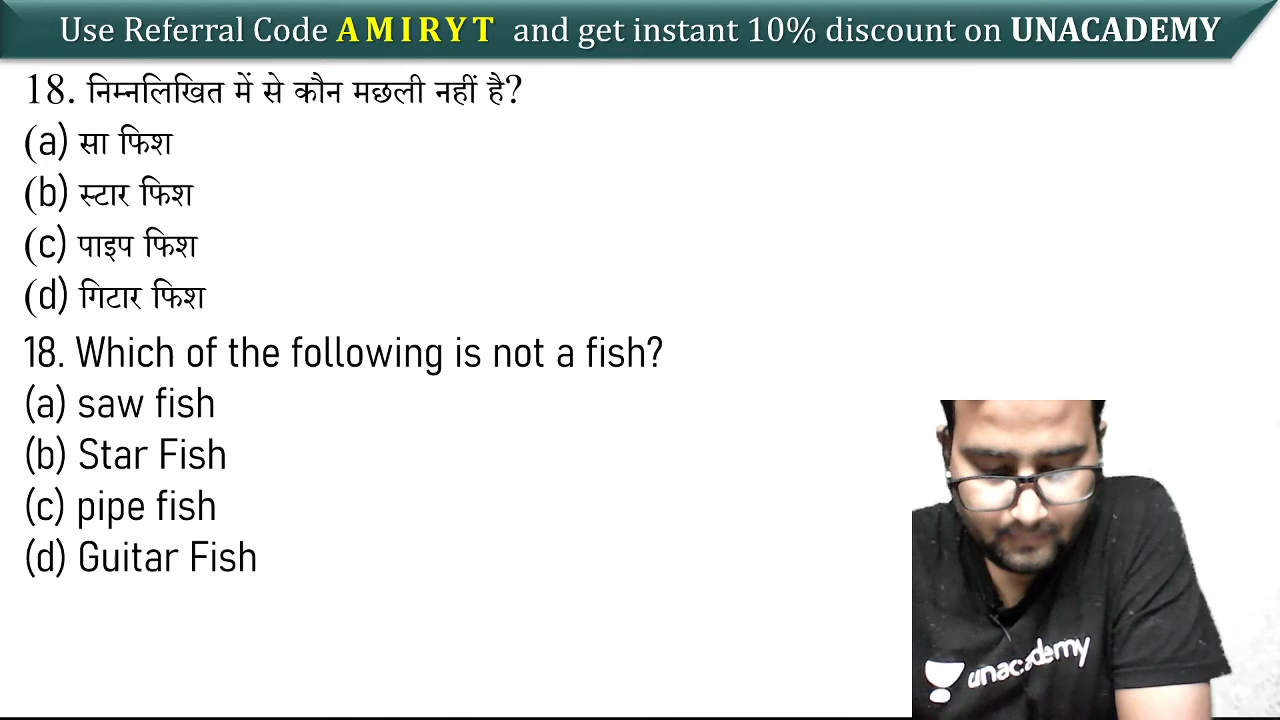 Use Referral Code AMIRYT and get instant 10% discount on UNACADEMY
18. निम्नलिखित में से कौन मछली नहीं है?
(a) सा फिश
(b) स्टार फिश
(c) पाइप फिश
(d) गिटार फिश
18. Which of the following is not a fish?
(a) saw fish
(b) Star Fish
(c) pipe fish
(d) Guitar Fish
unacademy